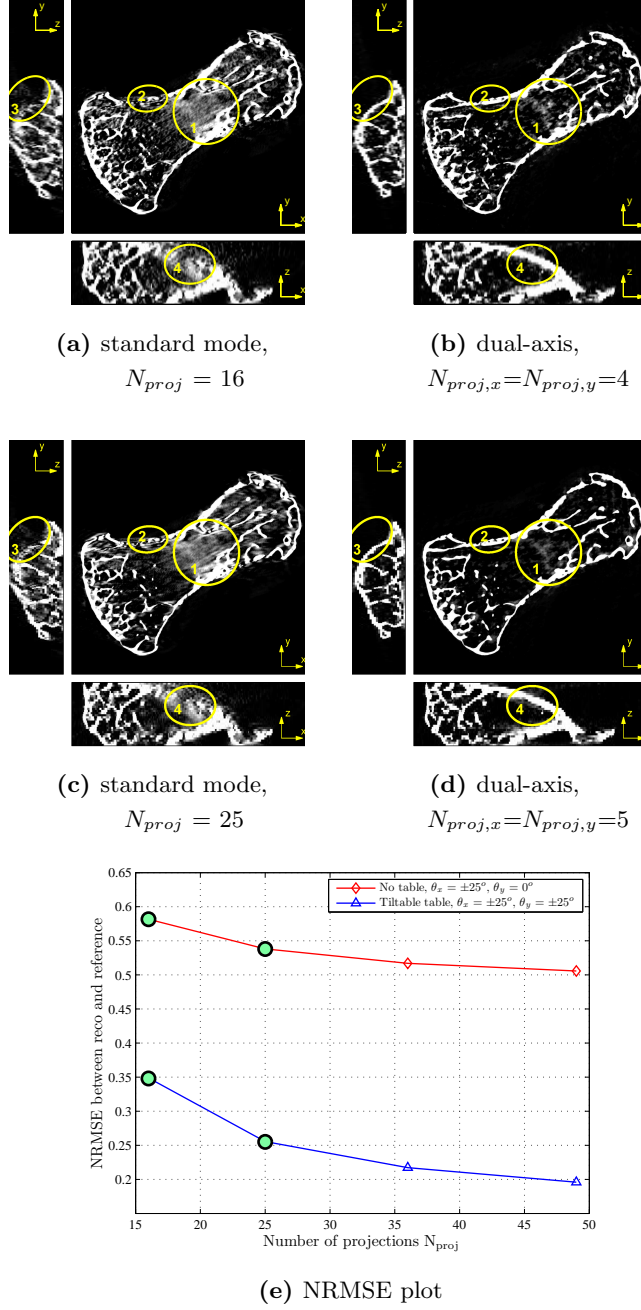 y
z
3
2
1
y
x
4
z
x
y
z
3
2
1
y
x
4
z
x
(a) standard mode,
N_proj = 16
(b) dual-axis,
N_proj,x=N_proj,y=4
y
z
3
2
1
y
x
4
z
x
y
z
3
2
1
y
x
4
z
x
(c) standard mode,
N_proj = 25
(d) dual-axis,
N_proj,x=N_proj,y=5
No table, θx = ±25°, θy = 0°
Tiltable table, θx = ±25°, θy = ±25°
NRMSE between reco and reference
0.65
0.6
0.55
0.5
0.45
0.4
0.35
0.3
0.25
0.2
15 20 25 30 35 40 45 50
Number of projections N_proj
(e) NRMSE plot